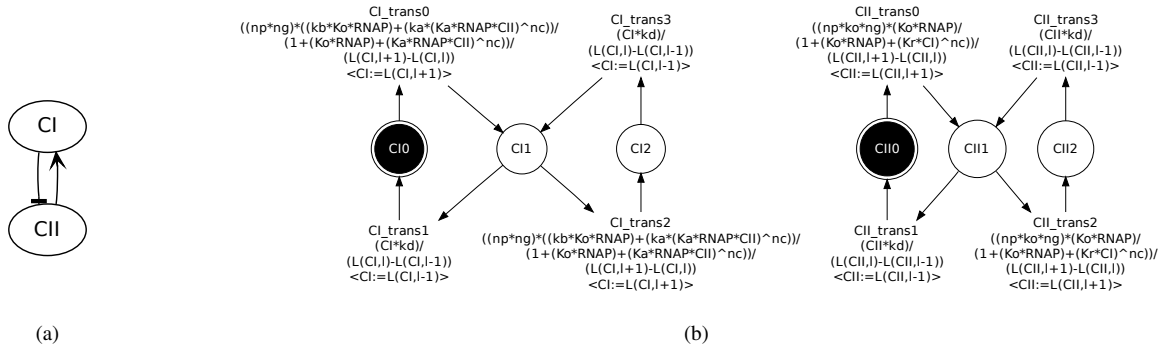 CI
CII
(a)
CI_trans0
((np*ng)*((kb*Ko*RNAP)+(ka*(Ka*RNAP*CII)^nc))/
(1+(Ko*RNAP)+(Ka*RNAP*CII)^nc))/
(L(CI,l+1)-L(CI,l))
<CI:=L(CI,l+1)>
CI_trans3
(CI*kd)/
(L(CI,l)-L(CI,l-1))
<CI:=L(CI,l-1)>
CI0
CI1
CI2
CI_trans1
(CI*kd)/
(L(CI,l)-L(CI,l-1))
<CI:=L(CI,l-1)>
CI_trans2
((np*ng)*((kb*Ko*RNAP)+(ka*(Ka*RNAP*CII)^nc))/
(1+(Ko*RNAP)+(Ka*RNAP*CII)^nc))/
(L(CI,l+1)-L(CI,l))
<CI:=L(CI,l+1)>
CII_trans0
((np*ko*ng)*(Ko*RNAP)/
(1+(Ko*RNAP)+(Kr*CI)^nc))/
(L(CII,l+1)-L(CII,l))
<CII:=L(CII,l+1)>
CII_trans3
(CII*kd)/
(L(CII,l)-L(CII,l-1))
<CII:=L(CII,l-1)>
CII0
CII1
CII2
CII_trans1
(CII*kd)/
(L(CII,l)-L(CII,l-1))
<CII:=L(CII,l-1)>
CII_trans2
((np*ko*ng)*(Ko*RNAP)/
(1+(Ko*RNAP)+(Kr*CI)^nc))/
(L(CII,l+1)-L(CII,l))
<CII:=L(CII,l+1)>
(b)